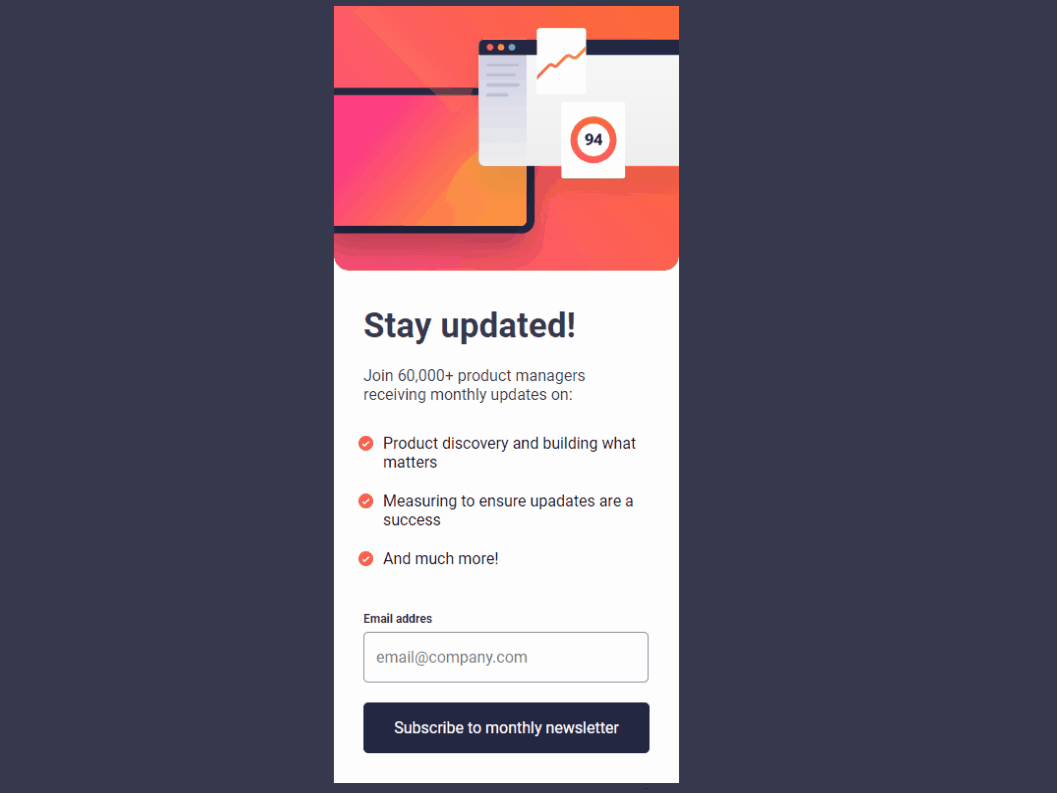 94
Stay updated!
Join 60,000+ product managers
receiving monthly updates on:
Product discovery and building what
matters
Measuring to ensure upadates are a
success
And much more!
Email addres
email@company.com
Subscribe to monthly newsletter